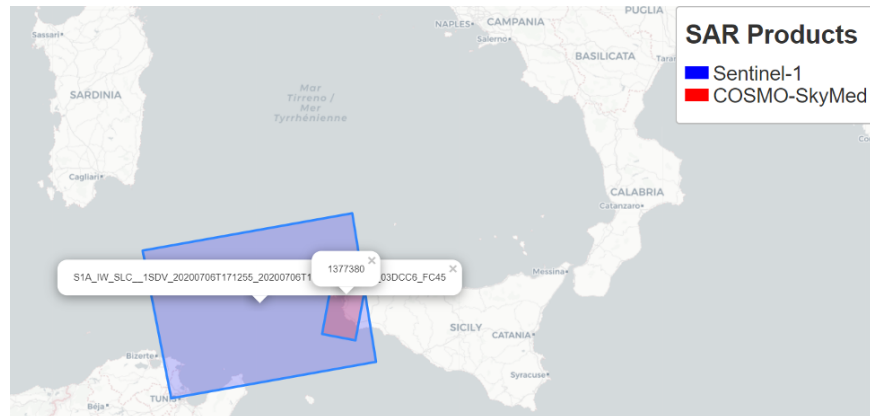 NAPLES
CAMPANIA
PUGLIA
SAR Products
Sentinel-1
COSMO-SkyMed
Sassari
Salerno
BASILICATA
Mar
Tirreno /
Mer
Tyrrhénienne
SARDINIA
Cagliari
CALABRIA
Catanzaro
1377380
S1A_IW_SLC__1SDV_20200706T171255_20200706T1
_03DCC6_FC45
Messina
SICILY
CATANIA
Bizerte
Syracuse
Béja